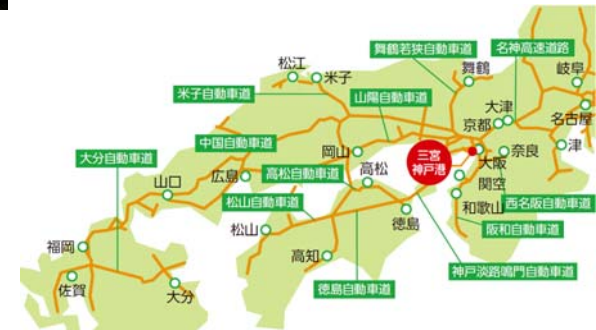 舞鶴若狭自動車道
名神高速道路
松江
米子
舞鶴
岐阜
米子自動車道
山陽自動車道
大津
京都
名古屋
中国自動車道
岡山
三宮
神戸港
大阪
奈良
津
大分自動車道
高松自動車道
高松
関空
山口
広島
松山自動車道
徳島
和歌山
西名阪自動車道
松山
阪和自動車道
福岡
高知
神戸淡路鳴門自動車道
佐賀
大分
徳島自動車道